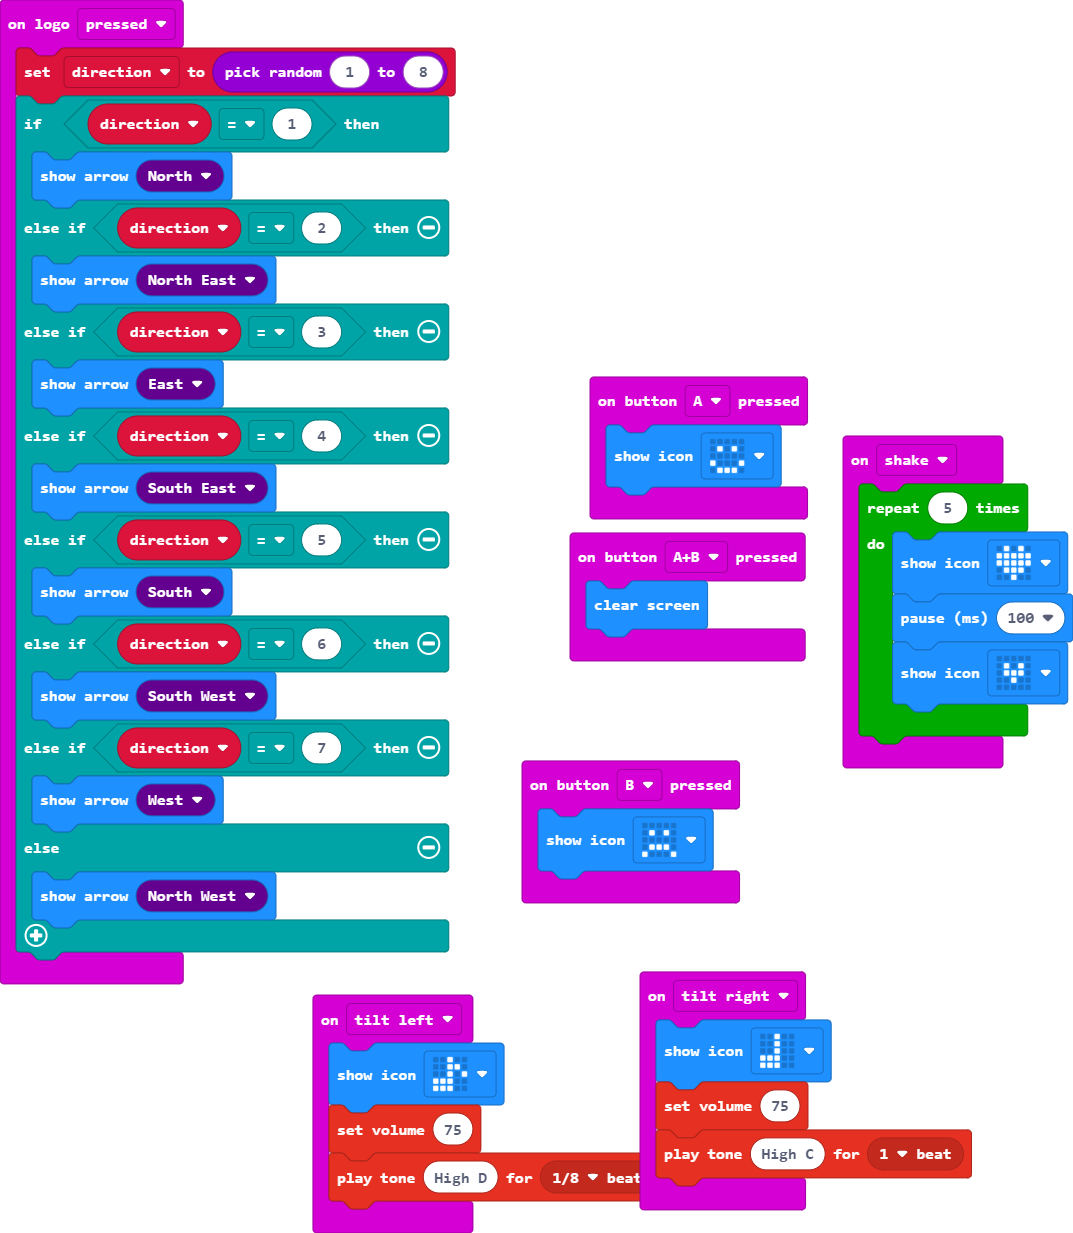 on logo pressed
set direction to pick random 1 to 8
if direction = 1 then
show arrow North
else if direction = 2 then
show arrow North East
else if direction = 3 then
show arrow East
else if direction = 4 then
show arrow South East
else if direction = 5 then
show arrow South
else if direction = 6 then
show arrow South West
else if direction = 7 then
show arrow West
else
show arrow North West
on button A pressed
show icon
on button A+B pressed
clear screen
on shake
repeat 5 times
do
show icon
pause (ms) 100
show icon
on button B pressed
show icon
on tilt left
show icon
set volume 75
play tone High D for 1/8 beat
on tilt right
show icon
set volume 75
play tone High C for 1 beat